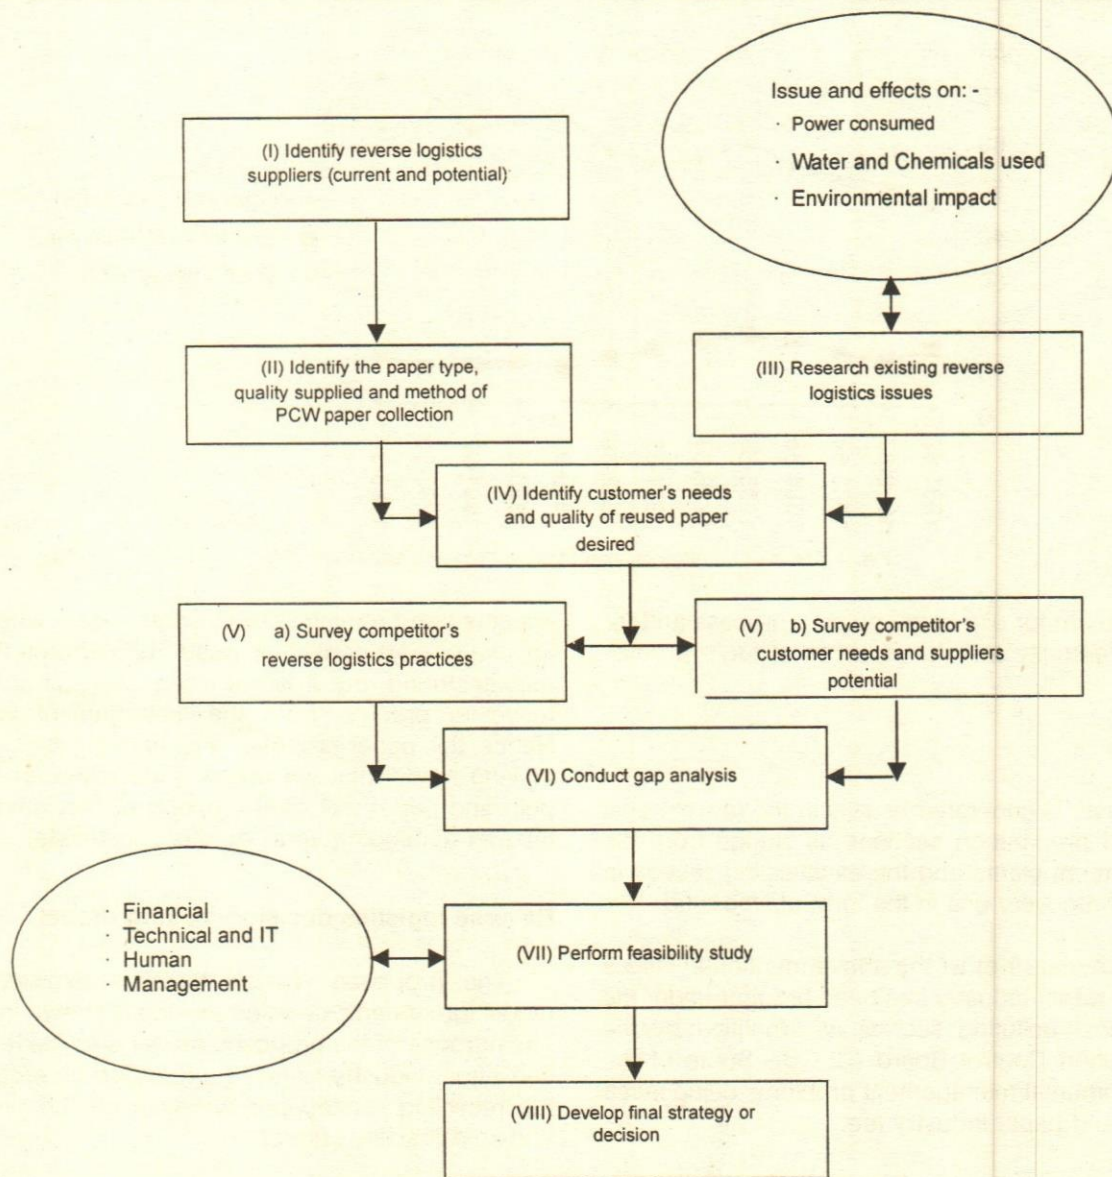 (I) Identify reverse logistics
suppliers (current and potential)
Issue and effects on: -
· Power consumed
· Water and Chemicals used
· Environmental impact
(II) Identify the paper type,
quality supplied and method of
PCW paper collection
(III) Research existing reverse
logistics issues
(IV) Identify customer's needs
and quality of reused paper
desired
(V) a) Survey competitor's
reverse logistics practices
(V) b) Survey competitor's
customer needs and suppliers
potential
(VI) Conduct gap analysis
· Financial
· Technical and IT
· Human
· Management
(VII) Perform feasibility study
(VIII) Develop final strategy or
decision